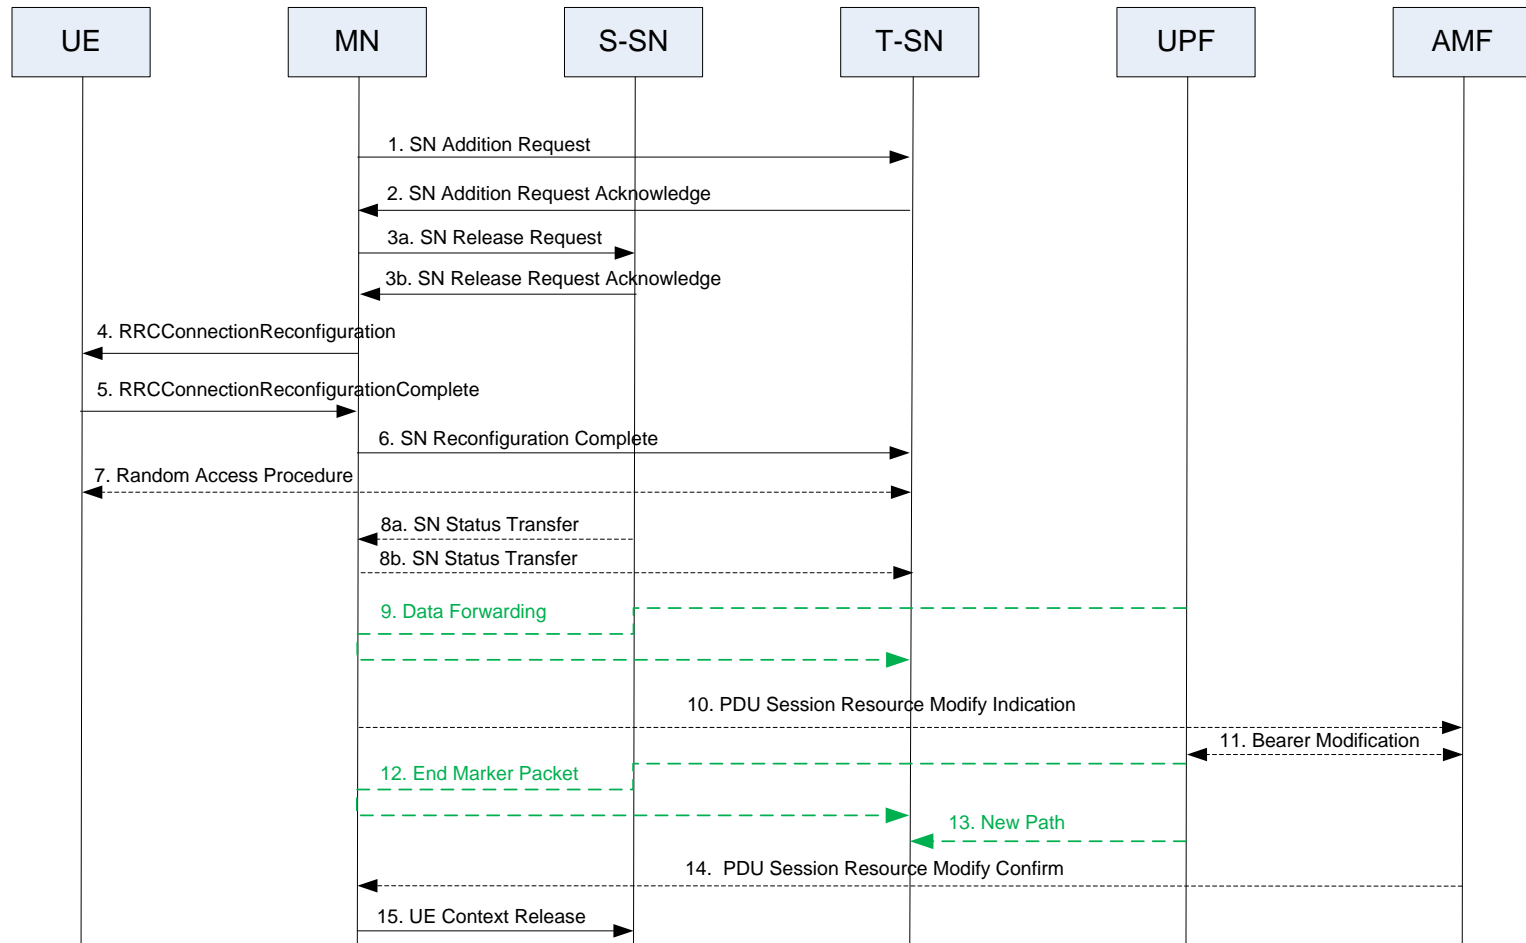 UE
MN
S-SN
T-SN
UPF
AMF
1. SN Addition Request
2. SN Addition Request Acknowledge
3a. SN Release Request
3b. SN Release Request Acknowledge
4. RRCConnectionReconfiguration
5. RRCConnectionReconfigurationComplete
6. SN Reconfiguration Complete
7. Random Access Procedure
8a. SN Status Transfer
8b. SN Status Transfer
9. Data Forwarding
10. PDU Session Resource Modify Indication
11. Bearer Modification
12. End Marker Packet
13. New Path
14. PDU Session Resource Modify Confirm
15. UE Context Release